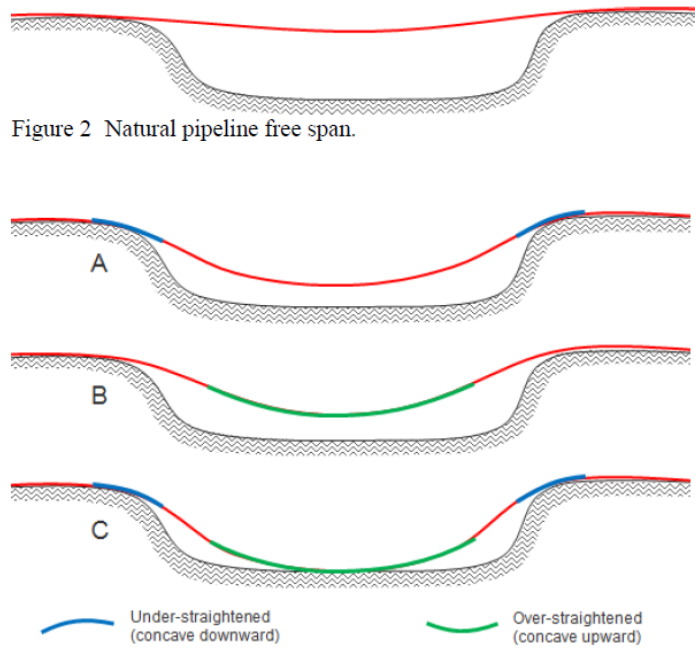 Figure 2 Natural pipeline free span.
A
B
C
Under-straightened
(concave downward)
Over-straightened
(concave upward)